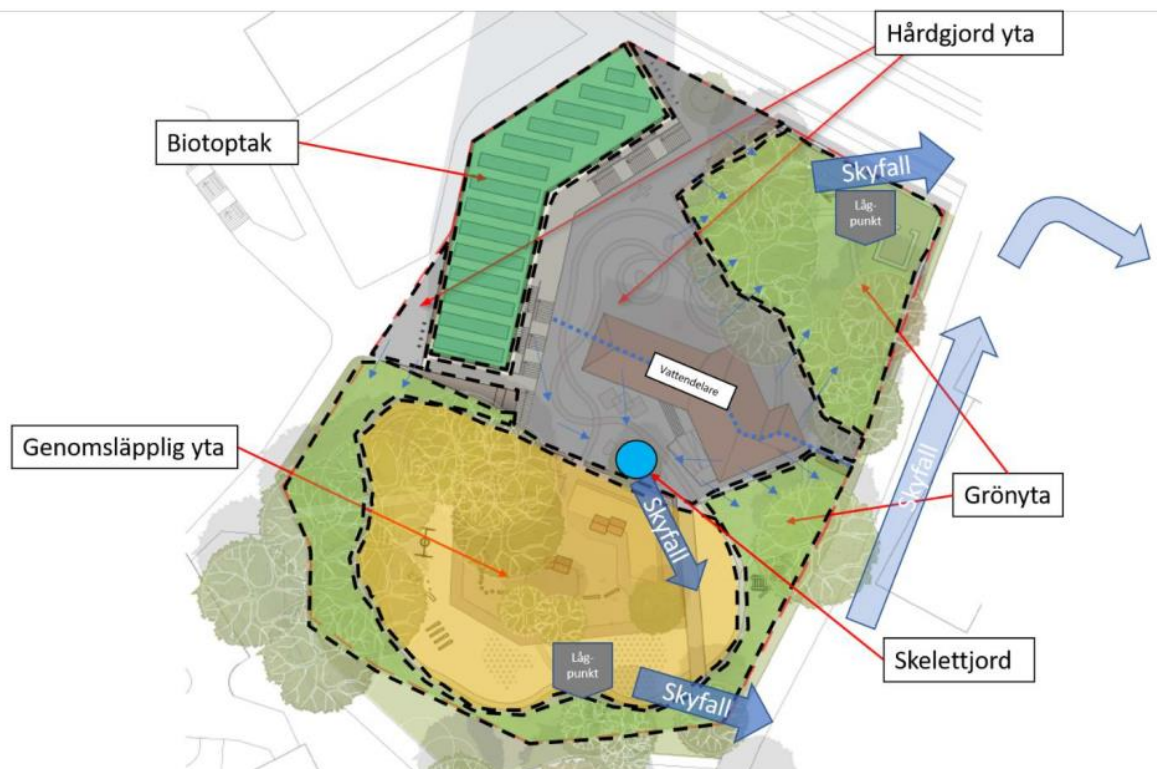 Hårdgjord yta
Biotoptak
Skyfall
Låg-
punkt
Vattendelare
Genomsläpplig yta
Skyfall
Grönyta
Skyfall
Skelettjord
Låg-
punkt
Skyfall